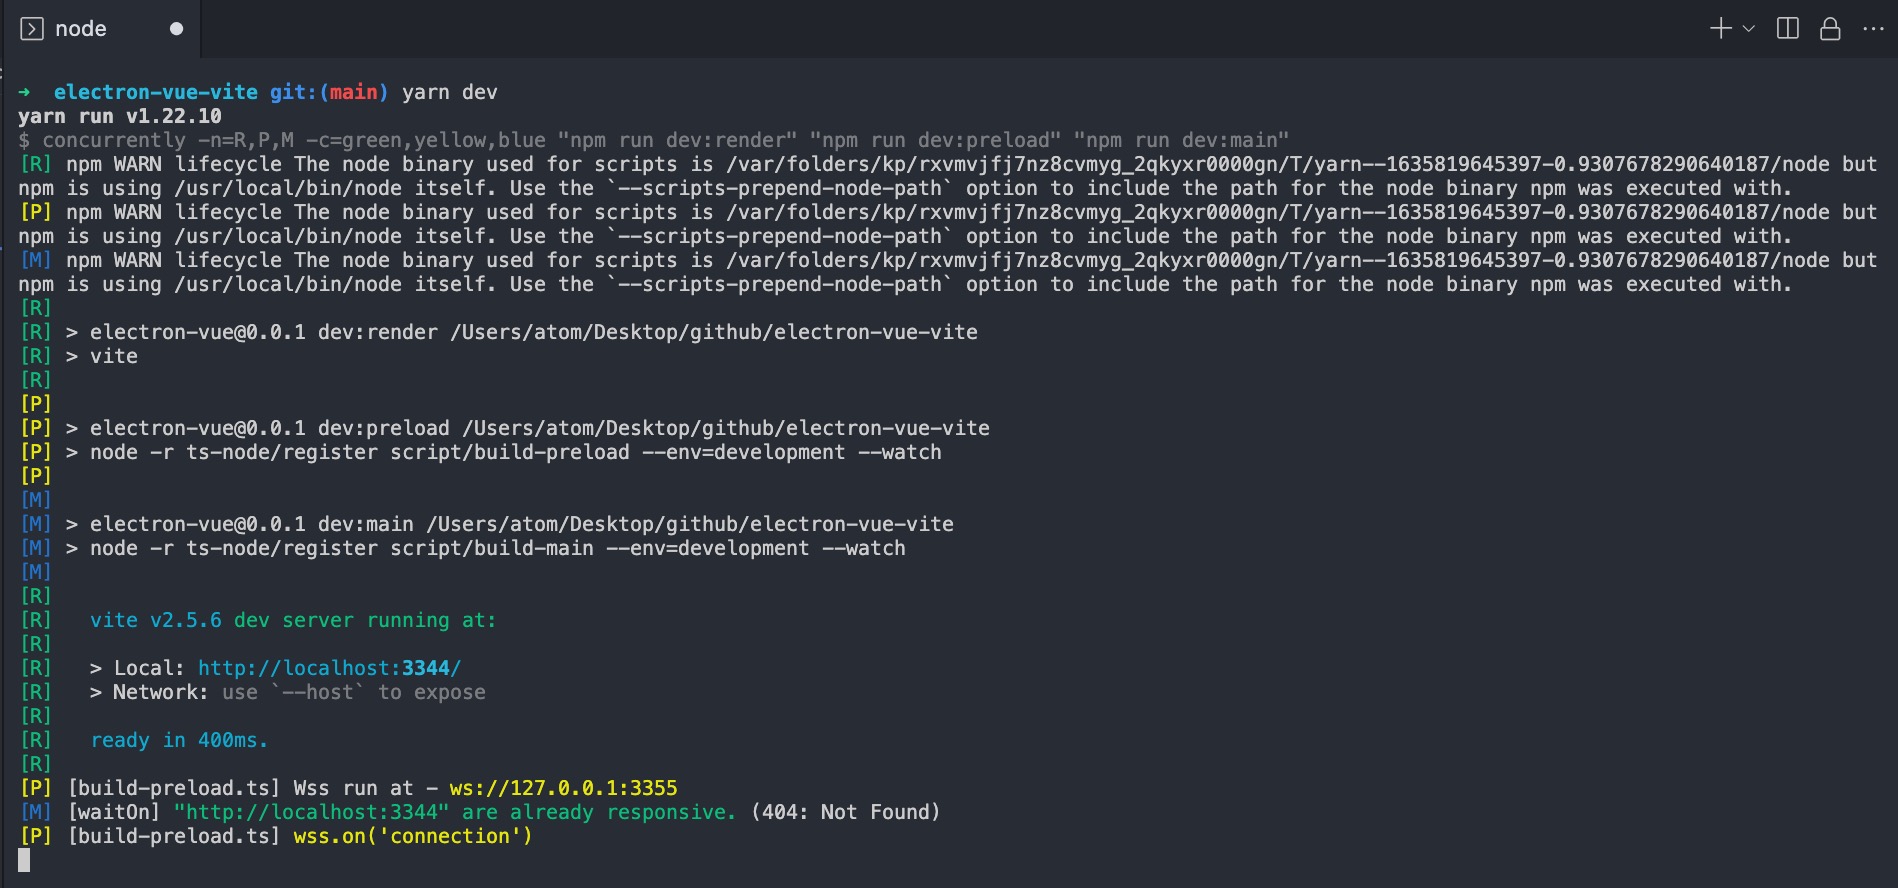 node
➜  electron-vue-vite git:(main) yarn dev
yarn run v1.22.10
$ concurrently -n=R,P,M -c=green,yellow,blue "npm run dev:render" "npm run dev:preload" "npm run dev:main"
[R] npm WARN lifecycle The node binary used for scripts is /var/folders/kp/rxvmvjfj7nz8cvmyg_2qkyxr0000gn/T/yarn--1635819645397-0.9307678290640187/node but
npm is using /usr/local/bin/node itself. Use the `--scripts-prepend-node-path` option to include the path for the node binary npm was executed with.
[P] npm WARN lifecycle The node binary used for scripts is /var/folders/kp/rxvmvjfj7nz8cvmyg_2qkyxr0000gn/T/yarn--1635819645397-0.9307678290640187/node but
npm is using /usr/local/bin/node itself. Use the `--scripts-prepend-node-path` option to include the path for the node binary npm was executed with.
[M] npm WARN lifecycle The node binary used for scripts is /var/folders/kp/rxvmvjfj7nz8cvmyg_2qkyxr0000gn/T/yarn--1635819645397-0.9307678290640187/node but
npm is using /usr/local/bin/node itself. Use the `--scripts-prepend-node-path` option to include the path for the node binary npm was executed with.
[R]
[R] > electron-vue@0.0.1 dev:render /Users/atom/Desktop/github/electron-vue-vite
[R] > vite
[R]
[P]
[P] > electron-vue@0.0.1 dev:preload /Users/atom/Desktop/github/electron-vue-vite
[P] > node -r ts-node/register script/build-preload --env=development --watch
[P]
[M]
[M] > electron-vue@0.0.1 dev:main /Users/atom/Desktop/github/electron-vue-vite
[M] > node -r ts-node/register script/build-main --env=development --watch
[M]
[R]
[R]   vite v2.5.6 dev server running at:
[R]
[R]   > Local: http://localhost:3344/
[R]   > Network: use `--host` to expose
[R]
[R]   ready in 400ms.
[R]
[P] [build-preload.ts] Wss run at - ws://127.0.0.1:3355
[M] [waitOn] "http://localhost:3344" are already responsive. (404: Not Found)
[P] [build-preload.ts] wss.on('connection')